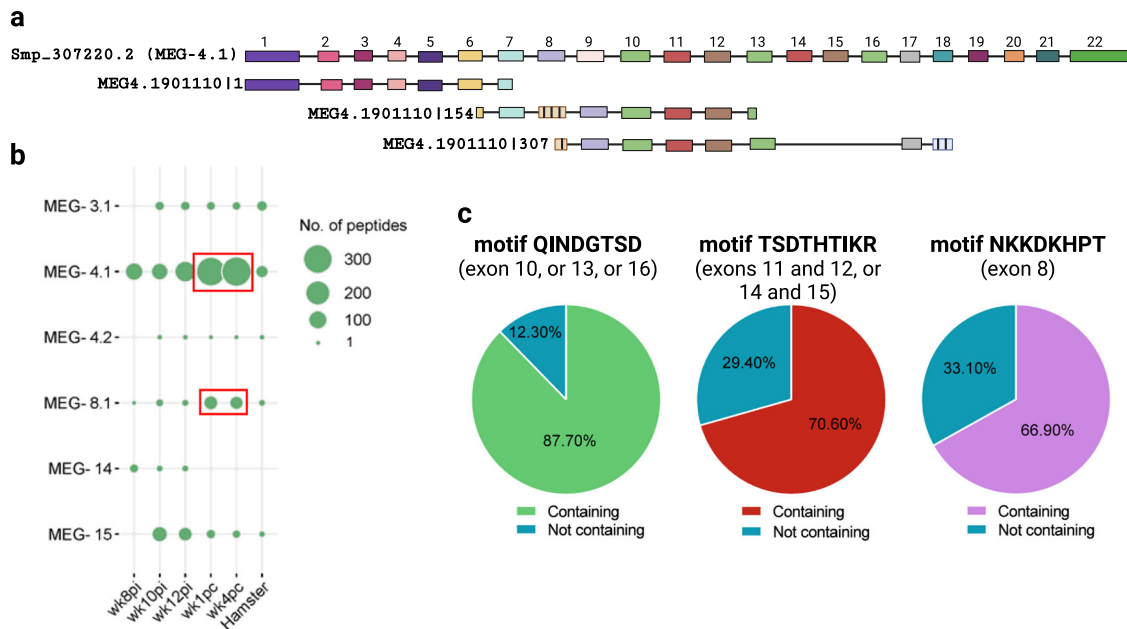 a
1 2 3 4 5 6 7 8 9 10 11 12 13 14 15 16 17 18 19 20 21 22
Smp_307220.2 (MEG-4.1)
MEG4.1901110|1
MEG4.1901110|154
MEG4.1901110|307
b
MEG- 3.1
MEG- 4.1
MEG- 4.2
MEG- 8.1
MEG- 14
MEG- 15
wk8pi wk10pi wk12pi wk1pc wk4pc Hamster
No. of peptides
300
200
100
1
c
motif QINDGTSD
(exon 10, or 13, or 16)
12.30%
87.70%
Containing
Not containing
motif TSDTHTIKR
(exons 11 and 12, or
14 and 15)
29.40%
70.60%
Containing
Not containing
motif NKKDKHPT
(exon 8)
33.10%
66.90%
Containing
Not containing